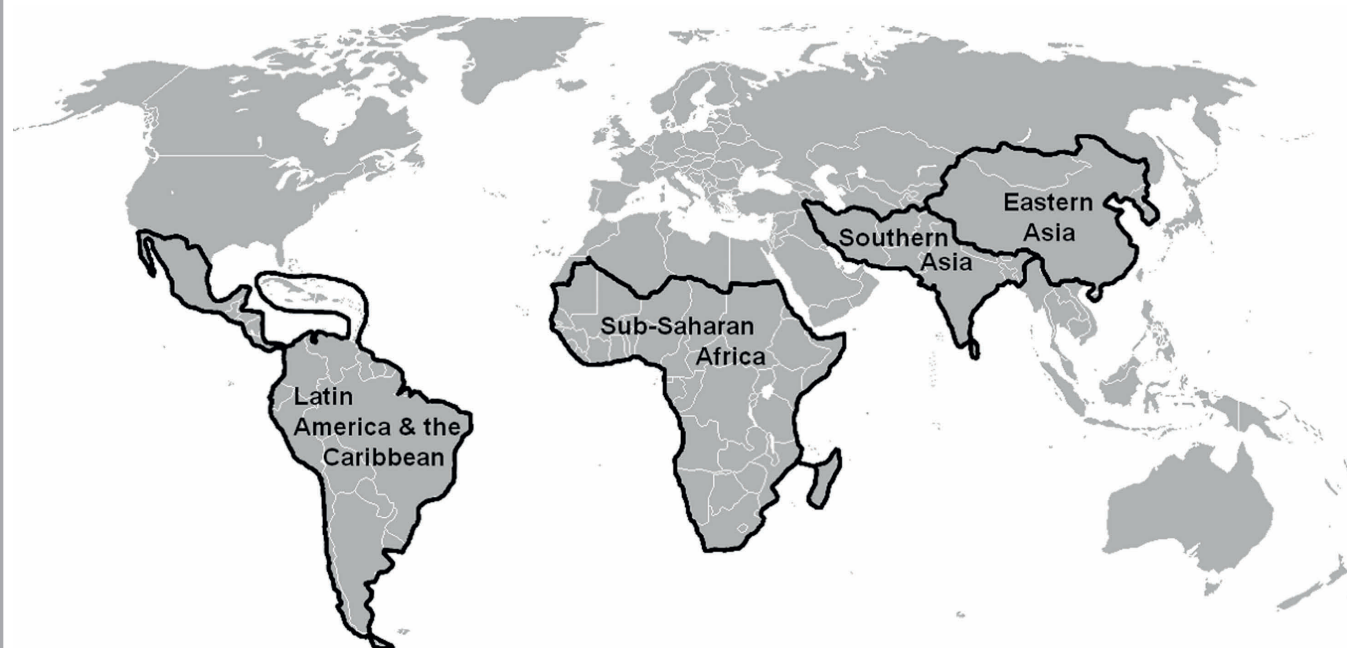 Eastern
Asia
Southern
Asia
Sub-Saharan
Africa
Latin
America & the
Caribbean